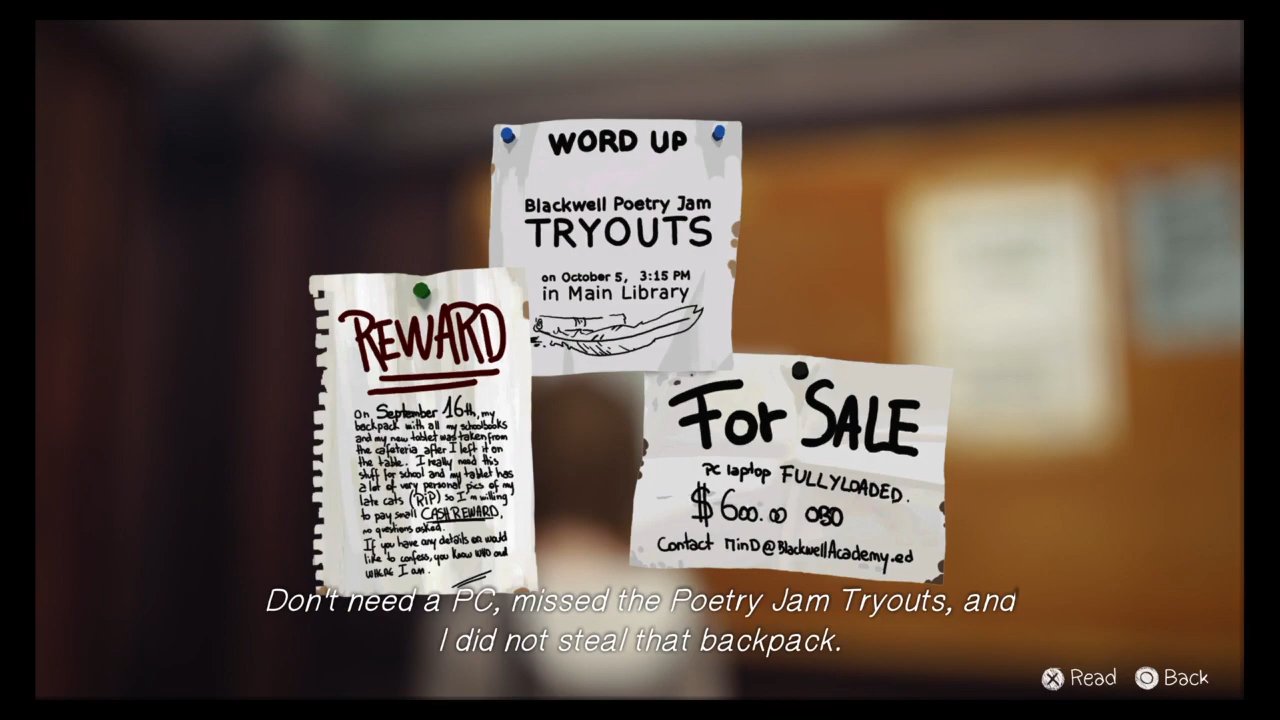 WORD UP
Blackwell Poetry Jam
TRYOUTS
on October 5, 3:15 PM
in Main Library
REWARD
On September 16th, my
backpack with all my schoolbooks
and my new tablet was taken from
the cafeteria after I left it on
the table. I really need this
stuff for school and my tablet has
a lot of very personal pics of my
late cats (RiP) so I'm willing
to pay small CASH REWARD,
no questions asked.
If you have any details or would
like to confess, you know WHO and
WHERE I am.
For SALE
PC laptop FULLYLOADED.
$600.00 OBO
Contact MinD@BlackwellAcademy.ed
Don't need a PC, missed the Poetry Jam Tryouts, and
I did not steal that backpack.
Read Back